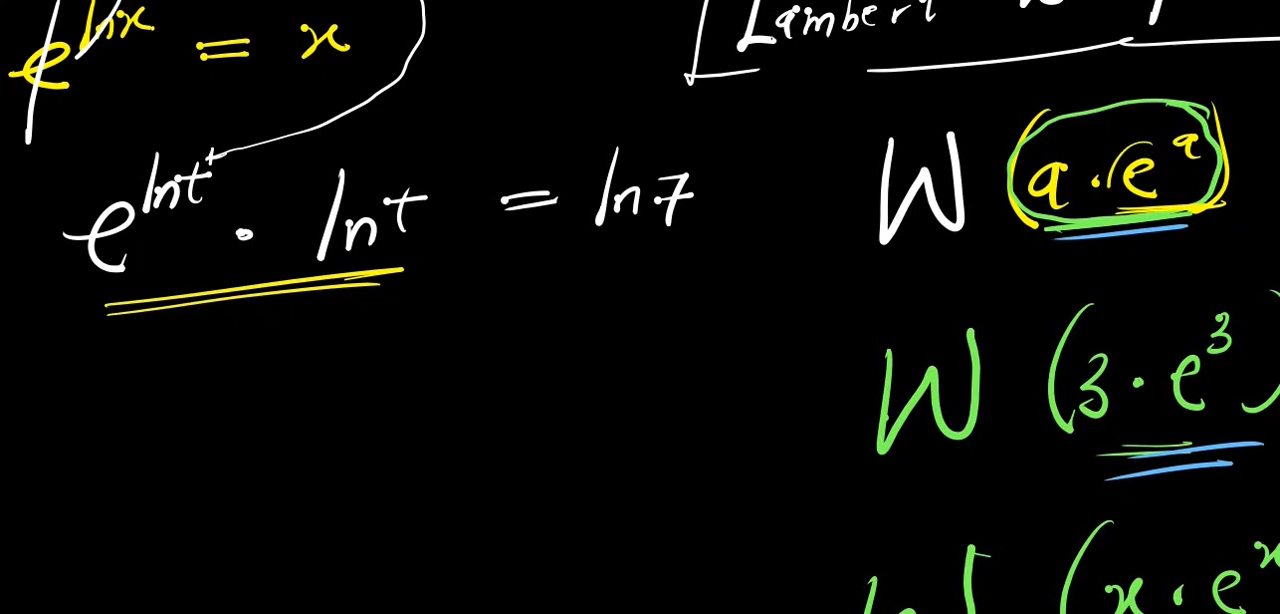 e^{ln x} = x
[Lambert
e^{ln t} · ln t = ln 7
W (a · e^a)
W (3 · e^3)
(x · e^x